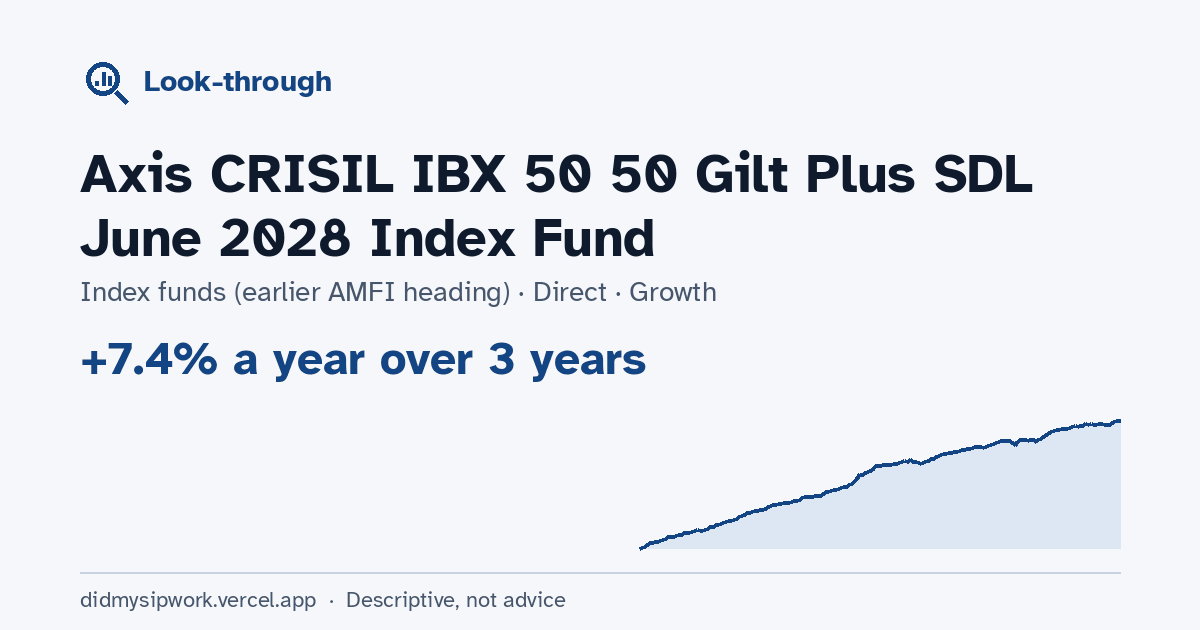 Look-through
Axis CRISIL IBX 50 50 Gilt Plus SDL
June 2028 Index Fund
Index funds (earlier AMFI heading) · Direct · Growth
+7.4% a year over 3 years
didmysipwork.vercel.app · Descriptive, not advice